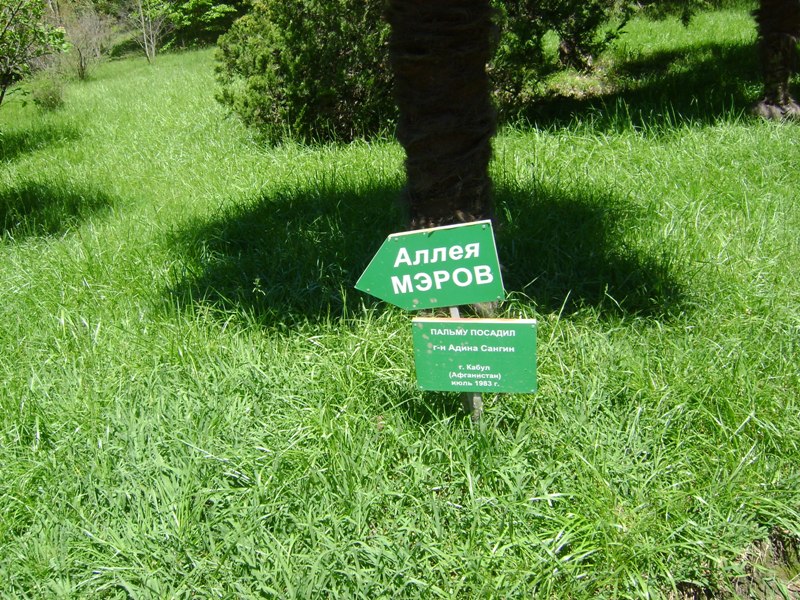 Аллея
МЭРОВ
ПАЛЬМУ ПОСАДИЛ
г-н Адина Сангин
г. Кабул
(Афганистан)
июль 1983 г.